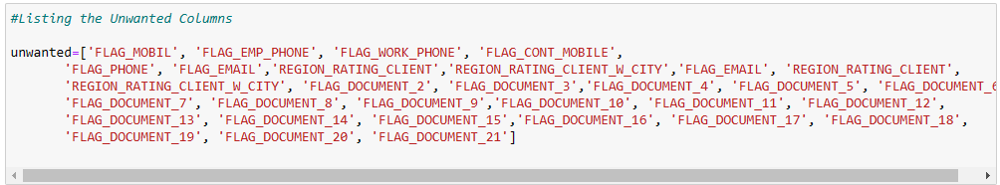 #Listing the Unwanted Columns
unwanted=['FLAG_MOBIL', 'FLAG_EMP_PHONE', 'FLAG_WORK_PHONE', 'FLAG_CONT_MOBILE',
'FLAG_PHONE', 'FLAG_EMAIL','REGION_RATING_CLIENT','REGION_RATING_CLIENT_W_CITY','FLAG_EMAIL', 'REGION_RATING_CLIENT',
'REGION_RATING_CLIENT_W_CITY', 'FLAG_DOCUMENT_2', 'FLAG_DOCUMENT_3','FLAG_DOCUMENT_4', 'FLAG_DOCUMENT_5', 'FLAG_DOCUMENT_6
'FLAG_DOCUMENT_7', 'FLAG_DOCUMENT_8', 'FLAG_DOCUMENT_9','FLAG_DOCUMENT_10', 'FLAG_DOCUMENT_11', 'FLAG_DOCUMENT_12',
'FLAG_DOCUMENT_13', 'FLAG_DOCUMENT_14', 'FLAG_DOCUMENT_15','FLAG_DOCUMENT_16', 'FLAG_DOCUMENT_17', 'FLAG_DOCUMENT_18',
'FLAG_DOCUMENT_19', 'FLAG_DOCUMENT_20', 'FLAG_DOCUMENT_21']